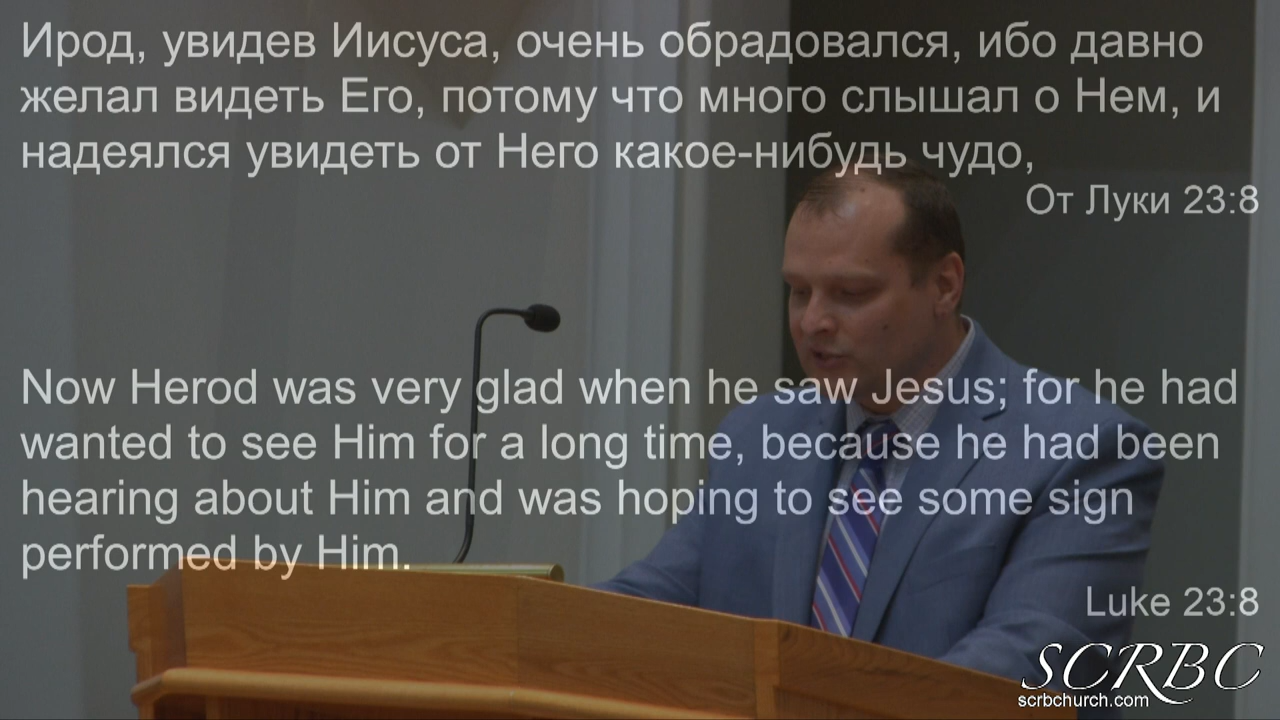 Ирод, увидев Иисуса, очень обрадовался, ибо давно
желал видеть Его, потому что много слышал о Нем, и
надеялся увидеть от Него какое-нибудь чудо,
От Луки 23:8
Now Herod was very glad when he saw Jesus; for he had
wanted to see Him for a long time, because he had been
hearing about Him and was hoping to see some sign
performed by Him.
Luke 23:8
SCRBC
scrbchurch.com